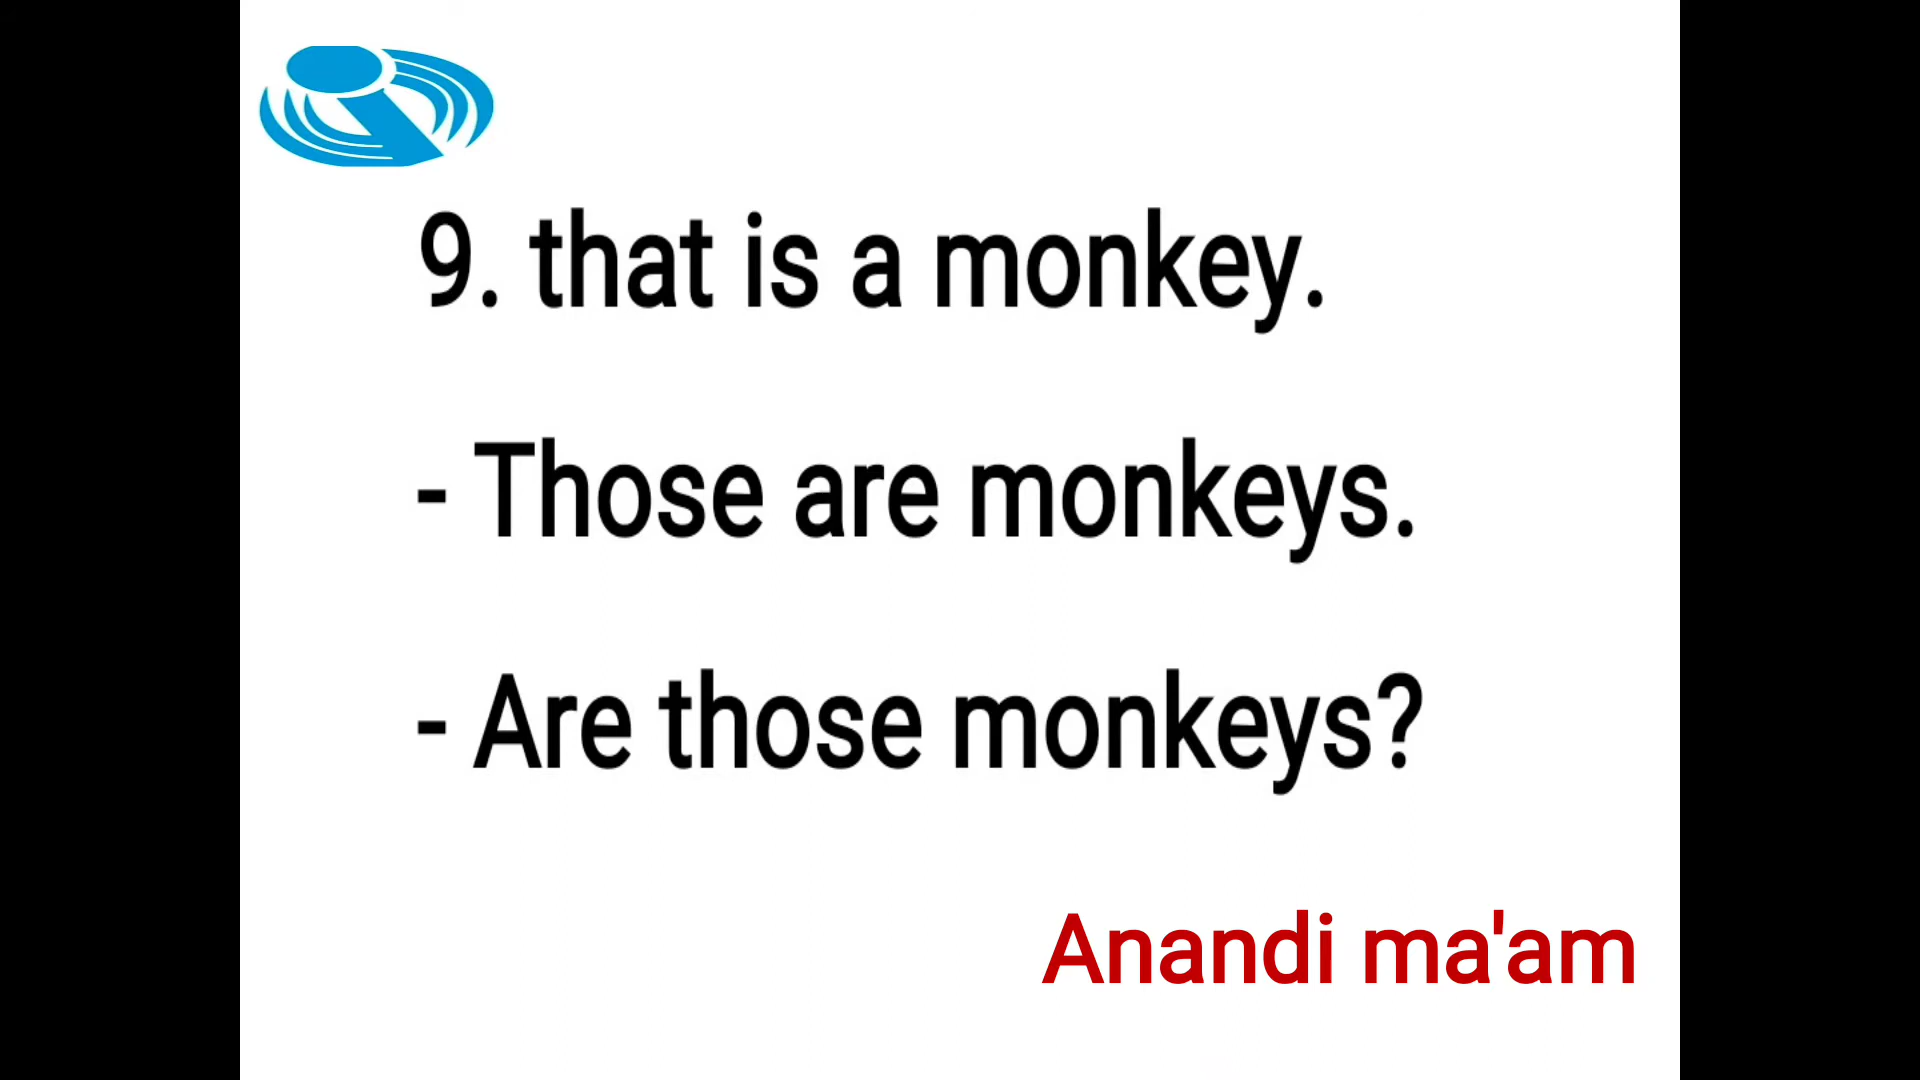 9. that is a monkey.
- Those are monkeys.
- Are those monkeys?
Anandi ma'am